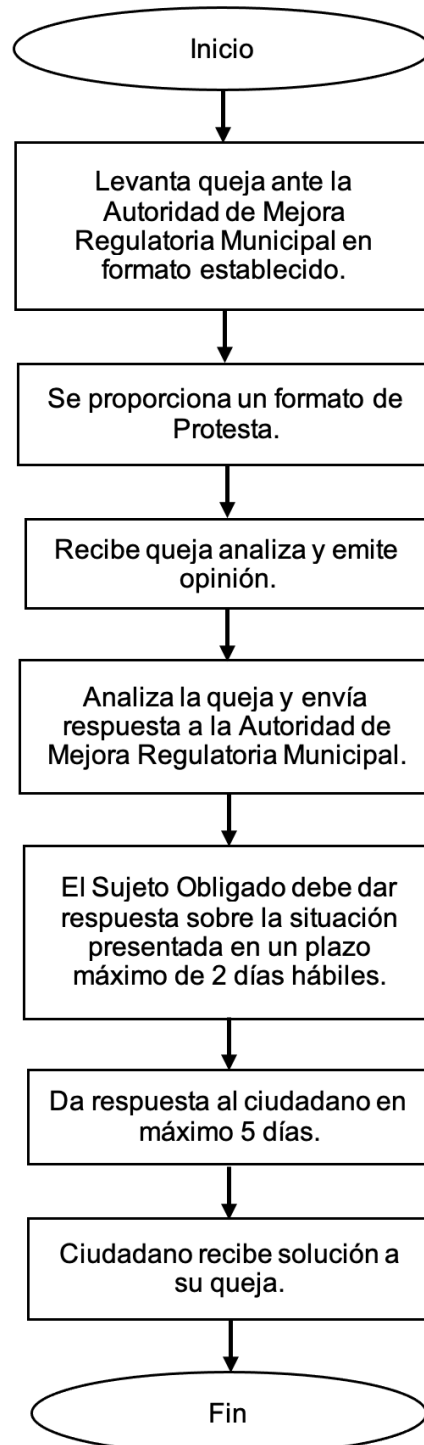 Inicio
Levanta queja ante la
Autoridad de Mejora
Regulatoria Municipal en
formato establecido.
Se proporciona un formato de
Protesta.
Recibe queja analiza y emite
opinión.
Analiza la queja y envía
respuesta a la Autoridad de
Mejora Regulatoria Municipal.
El Sujeto Obligado debe dar
respuesta sobre la situación
presentada en un plazo
máximo de 2 días hábiles.
Da respuesta al ciudadano en
máximo 5 días.
Ciudadano recibe solución a
su queja.
Fin